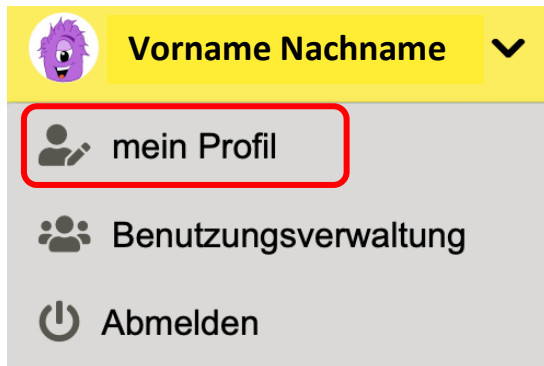 Vorname Nachname
mein Profil
Benutzungsverwaltung
Abmelden